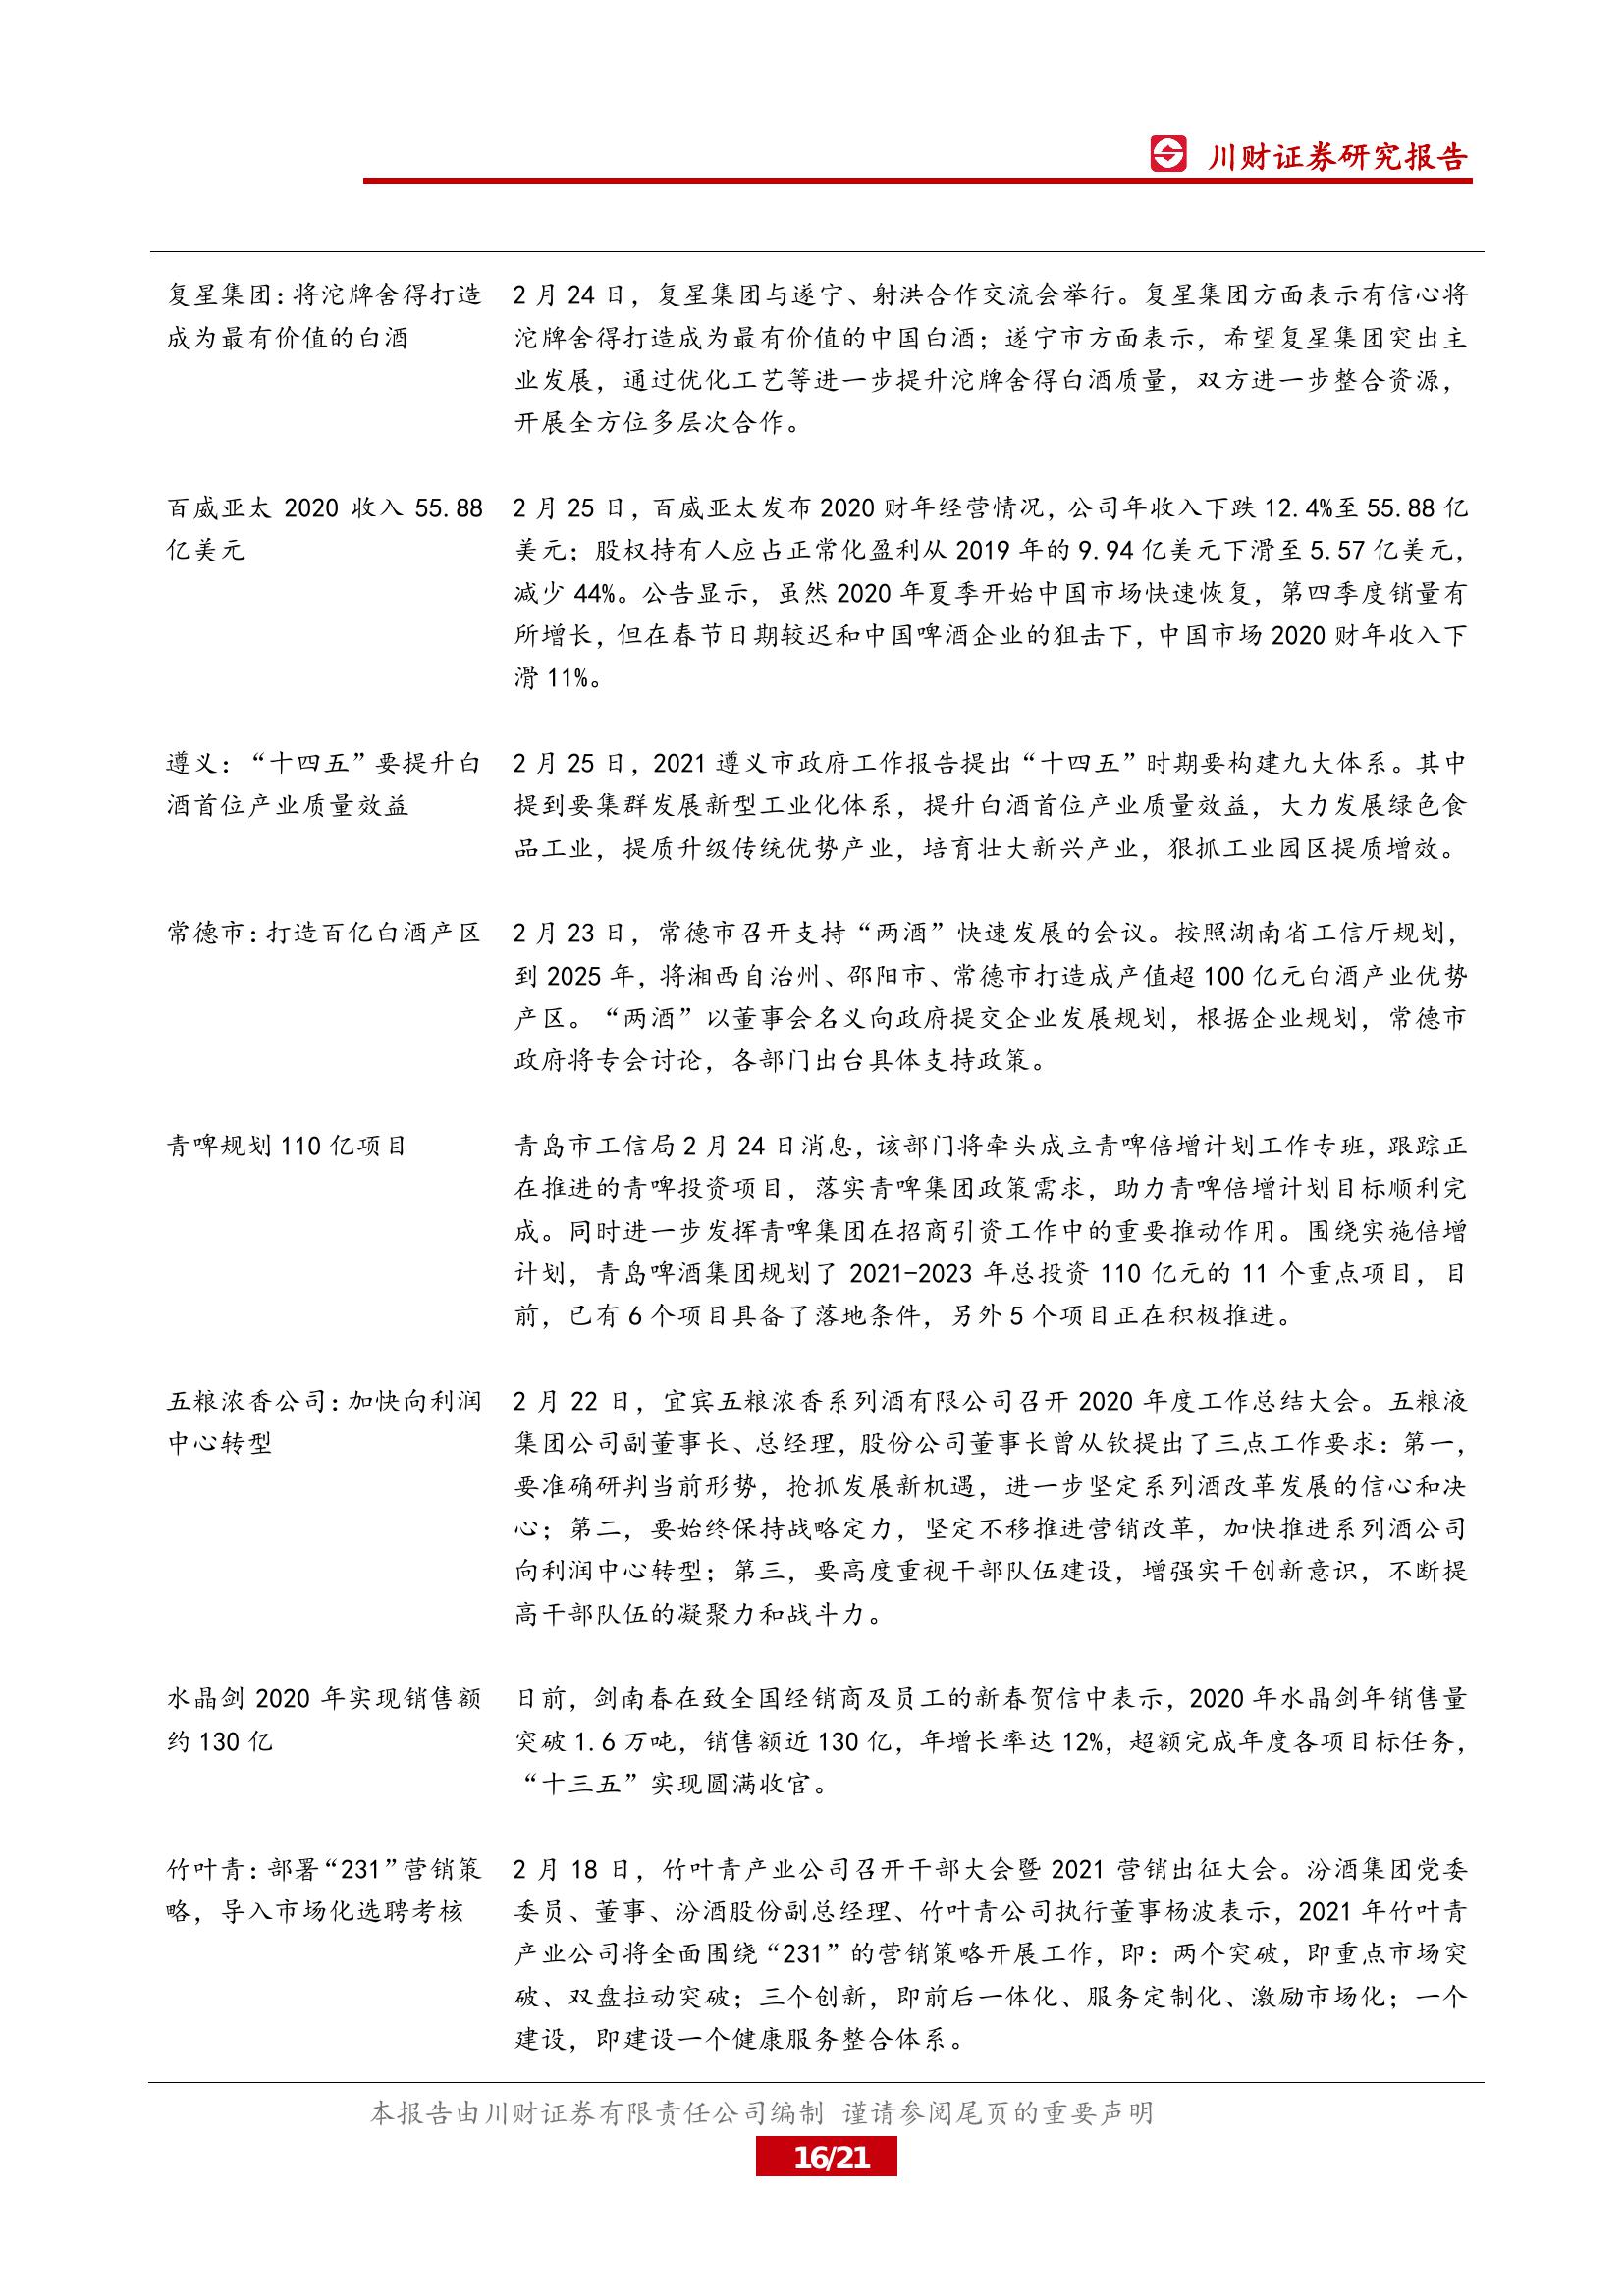 川财证券研究报告
复星集团：将沱牌舍得打造
成为最有价值的白酒
2 月 24 日，复星集团与遂宁、射洪合作交流会举行。复星集团方面表示有信心将
沱牌舍得打造成为最有价值的中国白酒；遂宁市方面表示，希望复星集团突出主
业发展，通过优化工艺等进一步提升沱牌舍得白酒质量，双方进一步整合资源，
开展全方位多层次合作。
百威亚太 2020 收入 55.88
亿美元
2 月 25 日，百威亚太发布 2020 财年经营情况，公司年收入下跌 12.4%至 55.88 亿
美元；股权持有人应占正常化盈利从 2019 年的 9.94 亿美元下滑至 5.57 亿美元，
减少 44%。公告显示，虽然 2020 年夏季开始中国市场快速恢复，第四季度销量有
所增长，但在春节日期较迟和中国啤酒企业的狙击下，中国市场 2020 财年收入下
滑 11%。
遵义：“十四五”要提升白
酒首位产业质量效益
2 月 25 日，2021 遵义市政府工作报告提出“十四五”时期要构建九大体系。其中
提到要集群发展新型工业化体系，提升白酒首位产业质量效益，大力发展绿色食
品工业，提质升级传统优势产业，培育壮大新兴产业，狠抓工业园区提质增效。
常德市：打造百亿白酒产区
2 月 23 日，常德市召开支持“两酒”快速发展的会议。按照湖南省工信厅规划，
到 2025 年，将湘西自治州、邵阳市、常德市打造成产值超 100 亿元白酒产业优势
产区。“两酒”以董事会名义向政府提交企业发展规划，根据企业规划，常德市
政府将专会讨论，各部门出台具体支持政策。
青啤规划 110 亿项目
青岛市工信局 2 月 24 日消息，该部门将牵头成立青啤倍增计划工作专班，跟踪正
在推进的青啤投资项目，落实青啤集团政策需求，助力青啤倍增计划目标顺利完
成。同时进一步发挥青啤集团在招商引资工作中的重要推动作用。围绕实施倍增
计划，青岛啤酒集团规划了 2021-2023 年总投资 110 亿元的 11 个重点项目，目
前，已有 6 个项目具备了落地条件，另外 5 个项目正在积极推进。
五粮浓香公司：加快向利润
中心转型
2 月 22 日，宜宾五粮浓香系列酒有限公司召开 2020 年度工作总结大会。五粮液
集团公司副董事长、总经理，股份公司董事长曾从钦提出了三点工作要求：第一，
要准确研判当前形势，抢抓发展新机遇，进一步坚定系列酒改革发展的信心和决
心；第二，要始终保持战略定力，坚定不移推进营销改革，加快推进系列酒公司
向利润中心转型；第三，要高度重视干部队伍建设，增强实干创新意识，不断提
高干部队伍的凝聚力和战斗力。
水晶剑 2020 年实现销售额
约 130 亿
日前，剑南春在致全国经销商及员工的新春贺信中表示，2020 年水晶剑年销售量
突破 1.6 万吨，销售额近 130 亿，年增长率达 12%，超额完成年度各项目标任务，
“十三五”实现圆满收官。
竹叶青：部署“231”营销策
略，导入市场化选聘考核
2 月 18 日，竹叶青产业公司召开干部大会暨 2021 营销出征大会。汾酒集团党委
委员、董事、汾酒股份副总经理、竹叶青公司执行董事杨波表示，2021 年竹叶青
产业公司将全面围绕“231”的营销策略开展工作，即：两个突破，即重点市场突
破、双盘拉动突破；三个创新，即前后一体化、服务定制化、激励市场化；一个
建设，即建设一个健康服务整合体系。
本报告由川财证券有限责任公司编制 谨请参阅尾页的重要声明
16/21